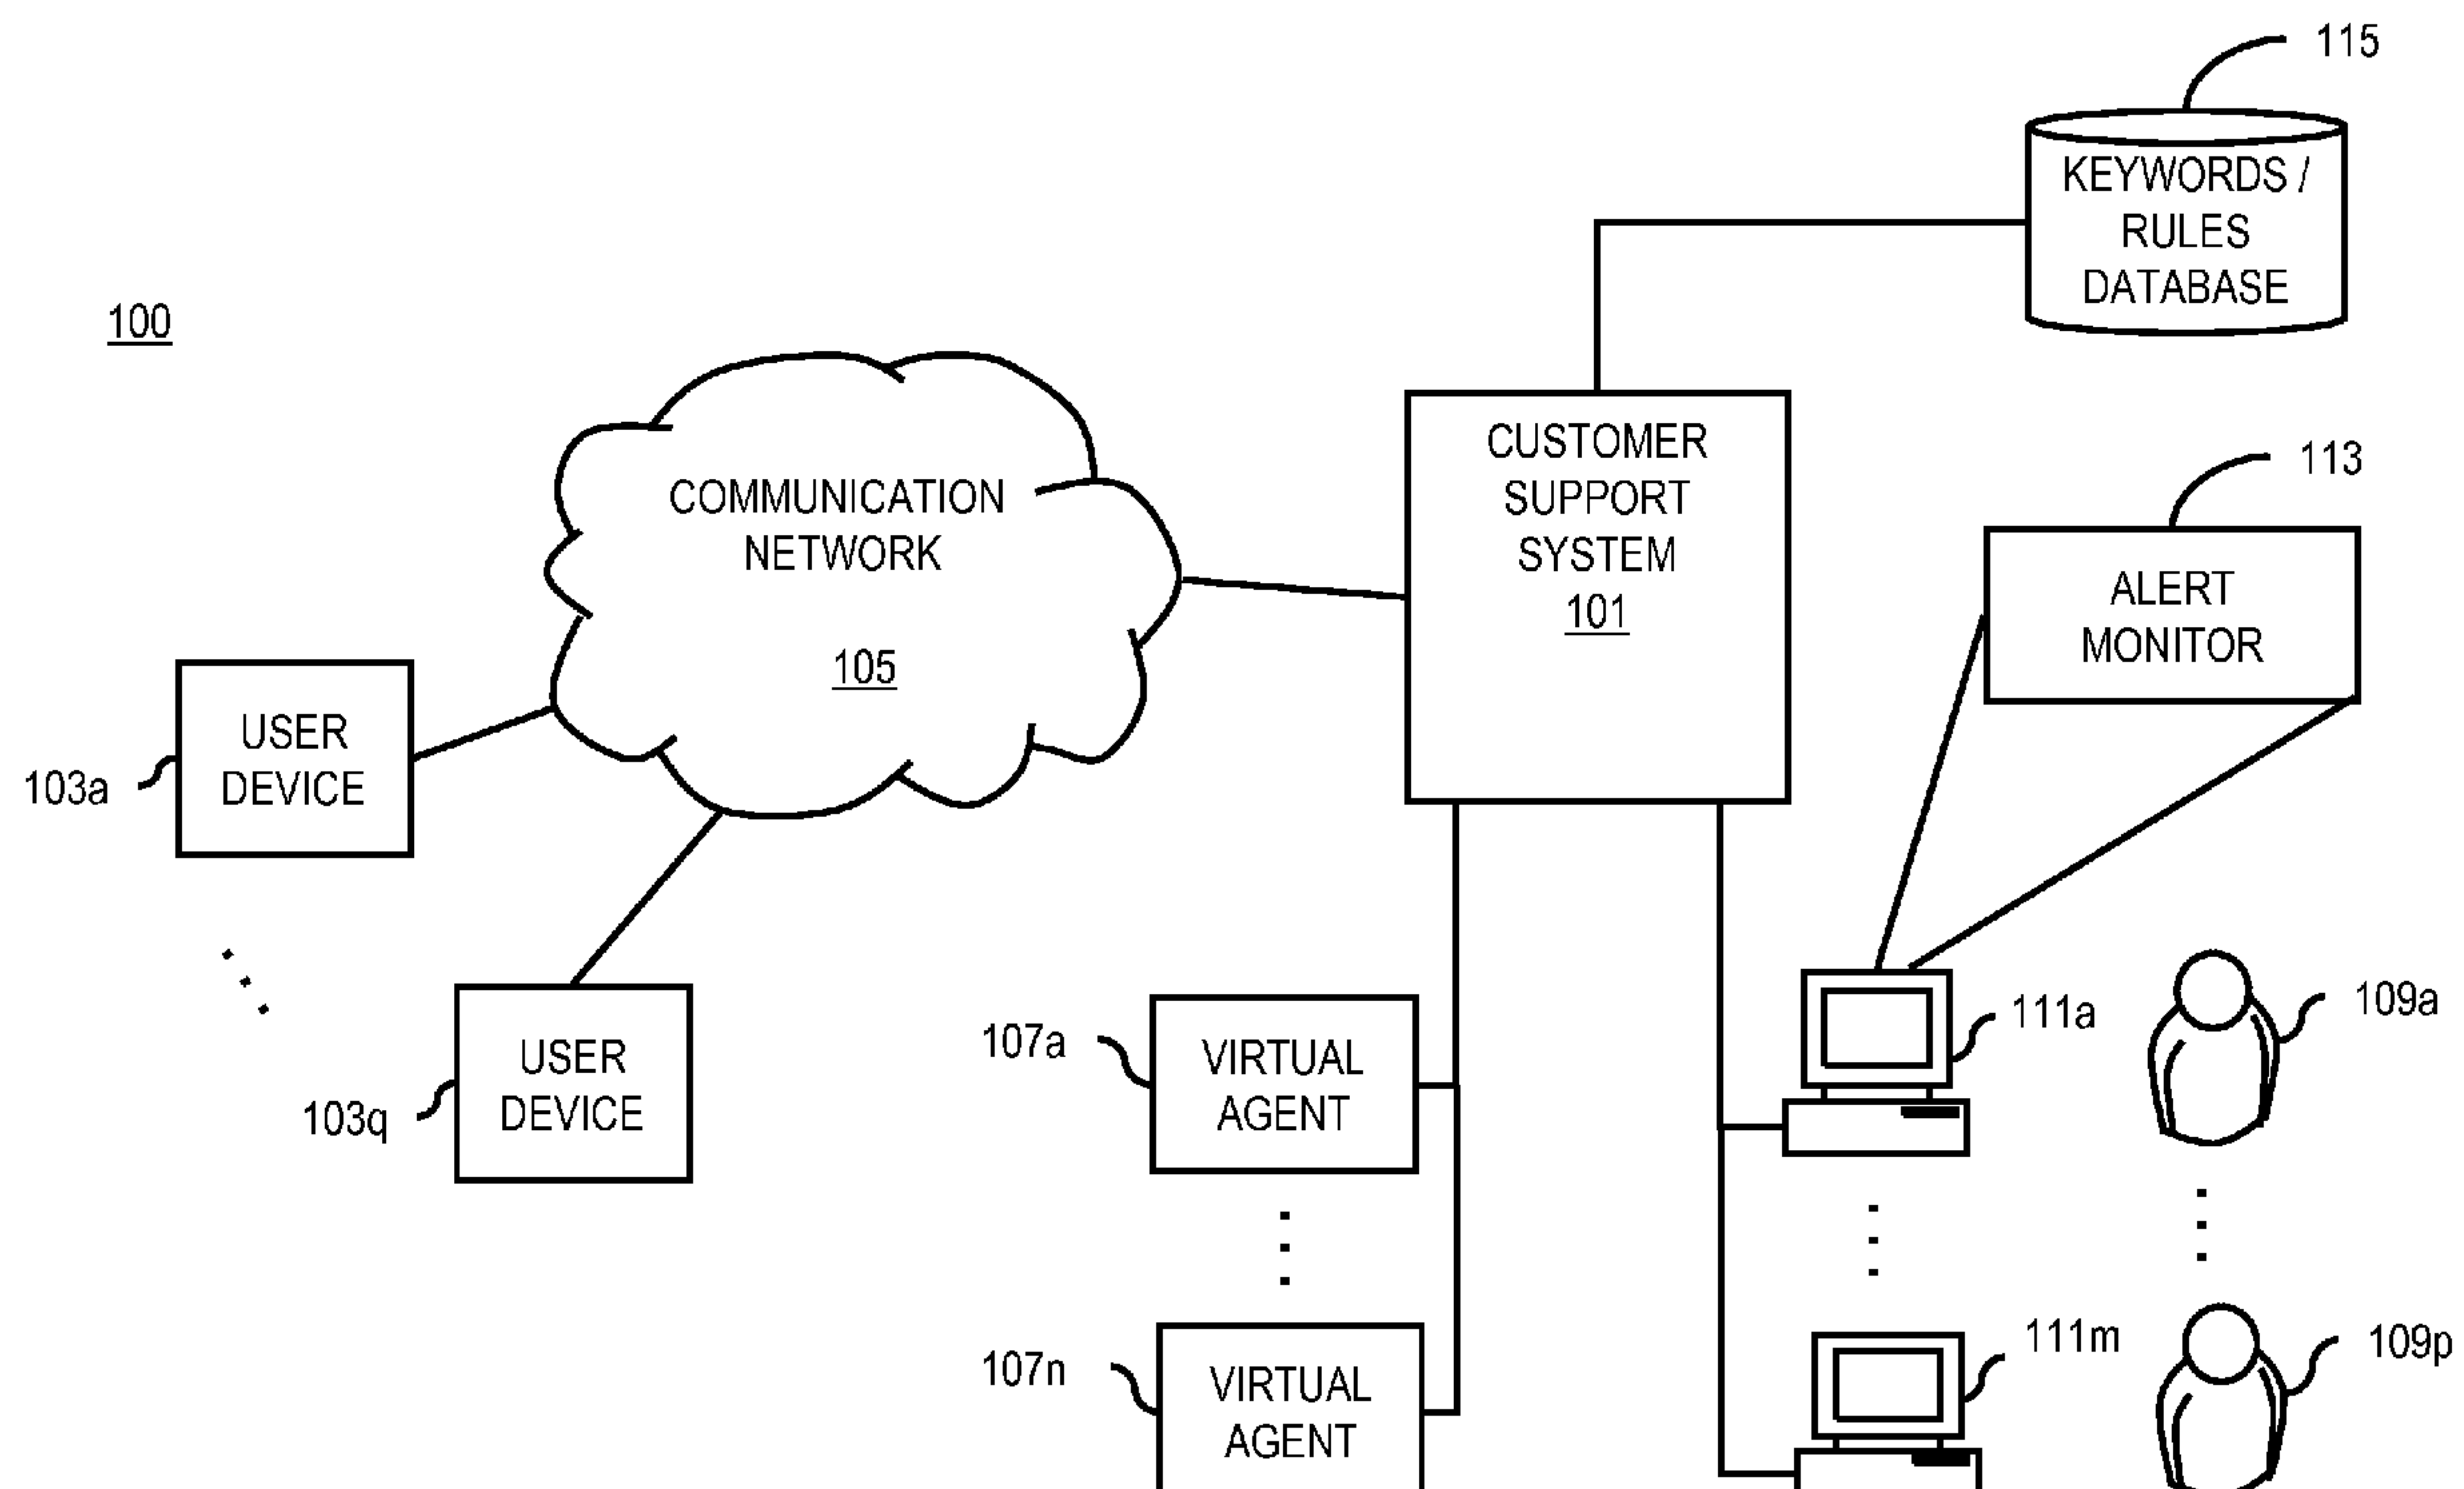 115
KEYWORDS /
RULES
DATABASE
100
CUSTOMER
SUPPORT
SYSTEM
101
113
COMMUNICATION
NETWORK
105
ALERT
MONITOR
103a
USER
DEVICE
103q
USER
DEVICE
107a
VIRTUAL
AGENT
111a
109a
107n
VIRTUAL
AGENT
111m
109p